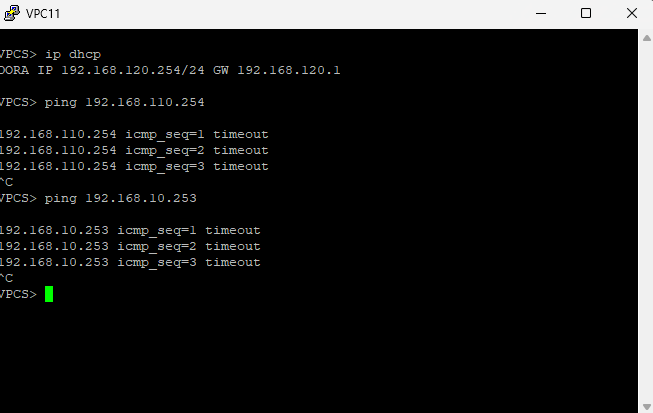 VPC11
VPCS> ip dhcp
DORA IP 192.168.120.254/24 GW 192.168.120.1
VPCS> ping 192.168.110.254
192.168.110.254 icmp_seq=1 timeout
192.168.110.254 icmp_seq=2 timeout
192.168.110.254 icmp_seq=3 timeout
^C
VPCS> ping 192.168.10.253
192.168.10.253 icmp_seq=1 timeout
192.168.10.253 icmp_seq=2 timeout
192.168.10.253 icmp_seq=3 timeout
^C
VPCS>